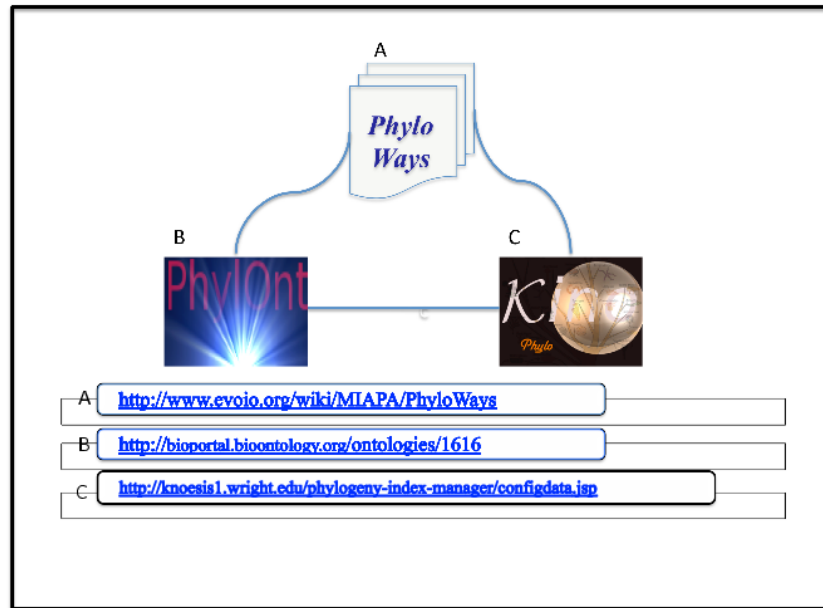 A
Phylo
Ways
B
C
PhylOnt
Kino
Phylo
C
A
http://www.evoio.org/wiki/MIAPA/PhyloWays
B
http://bioportal.bioontology.org/ontologies/1616
C
http://knoesis1.wright.edu/phylogeny-index-manager/configdata.jsp